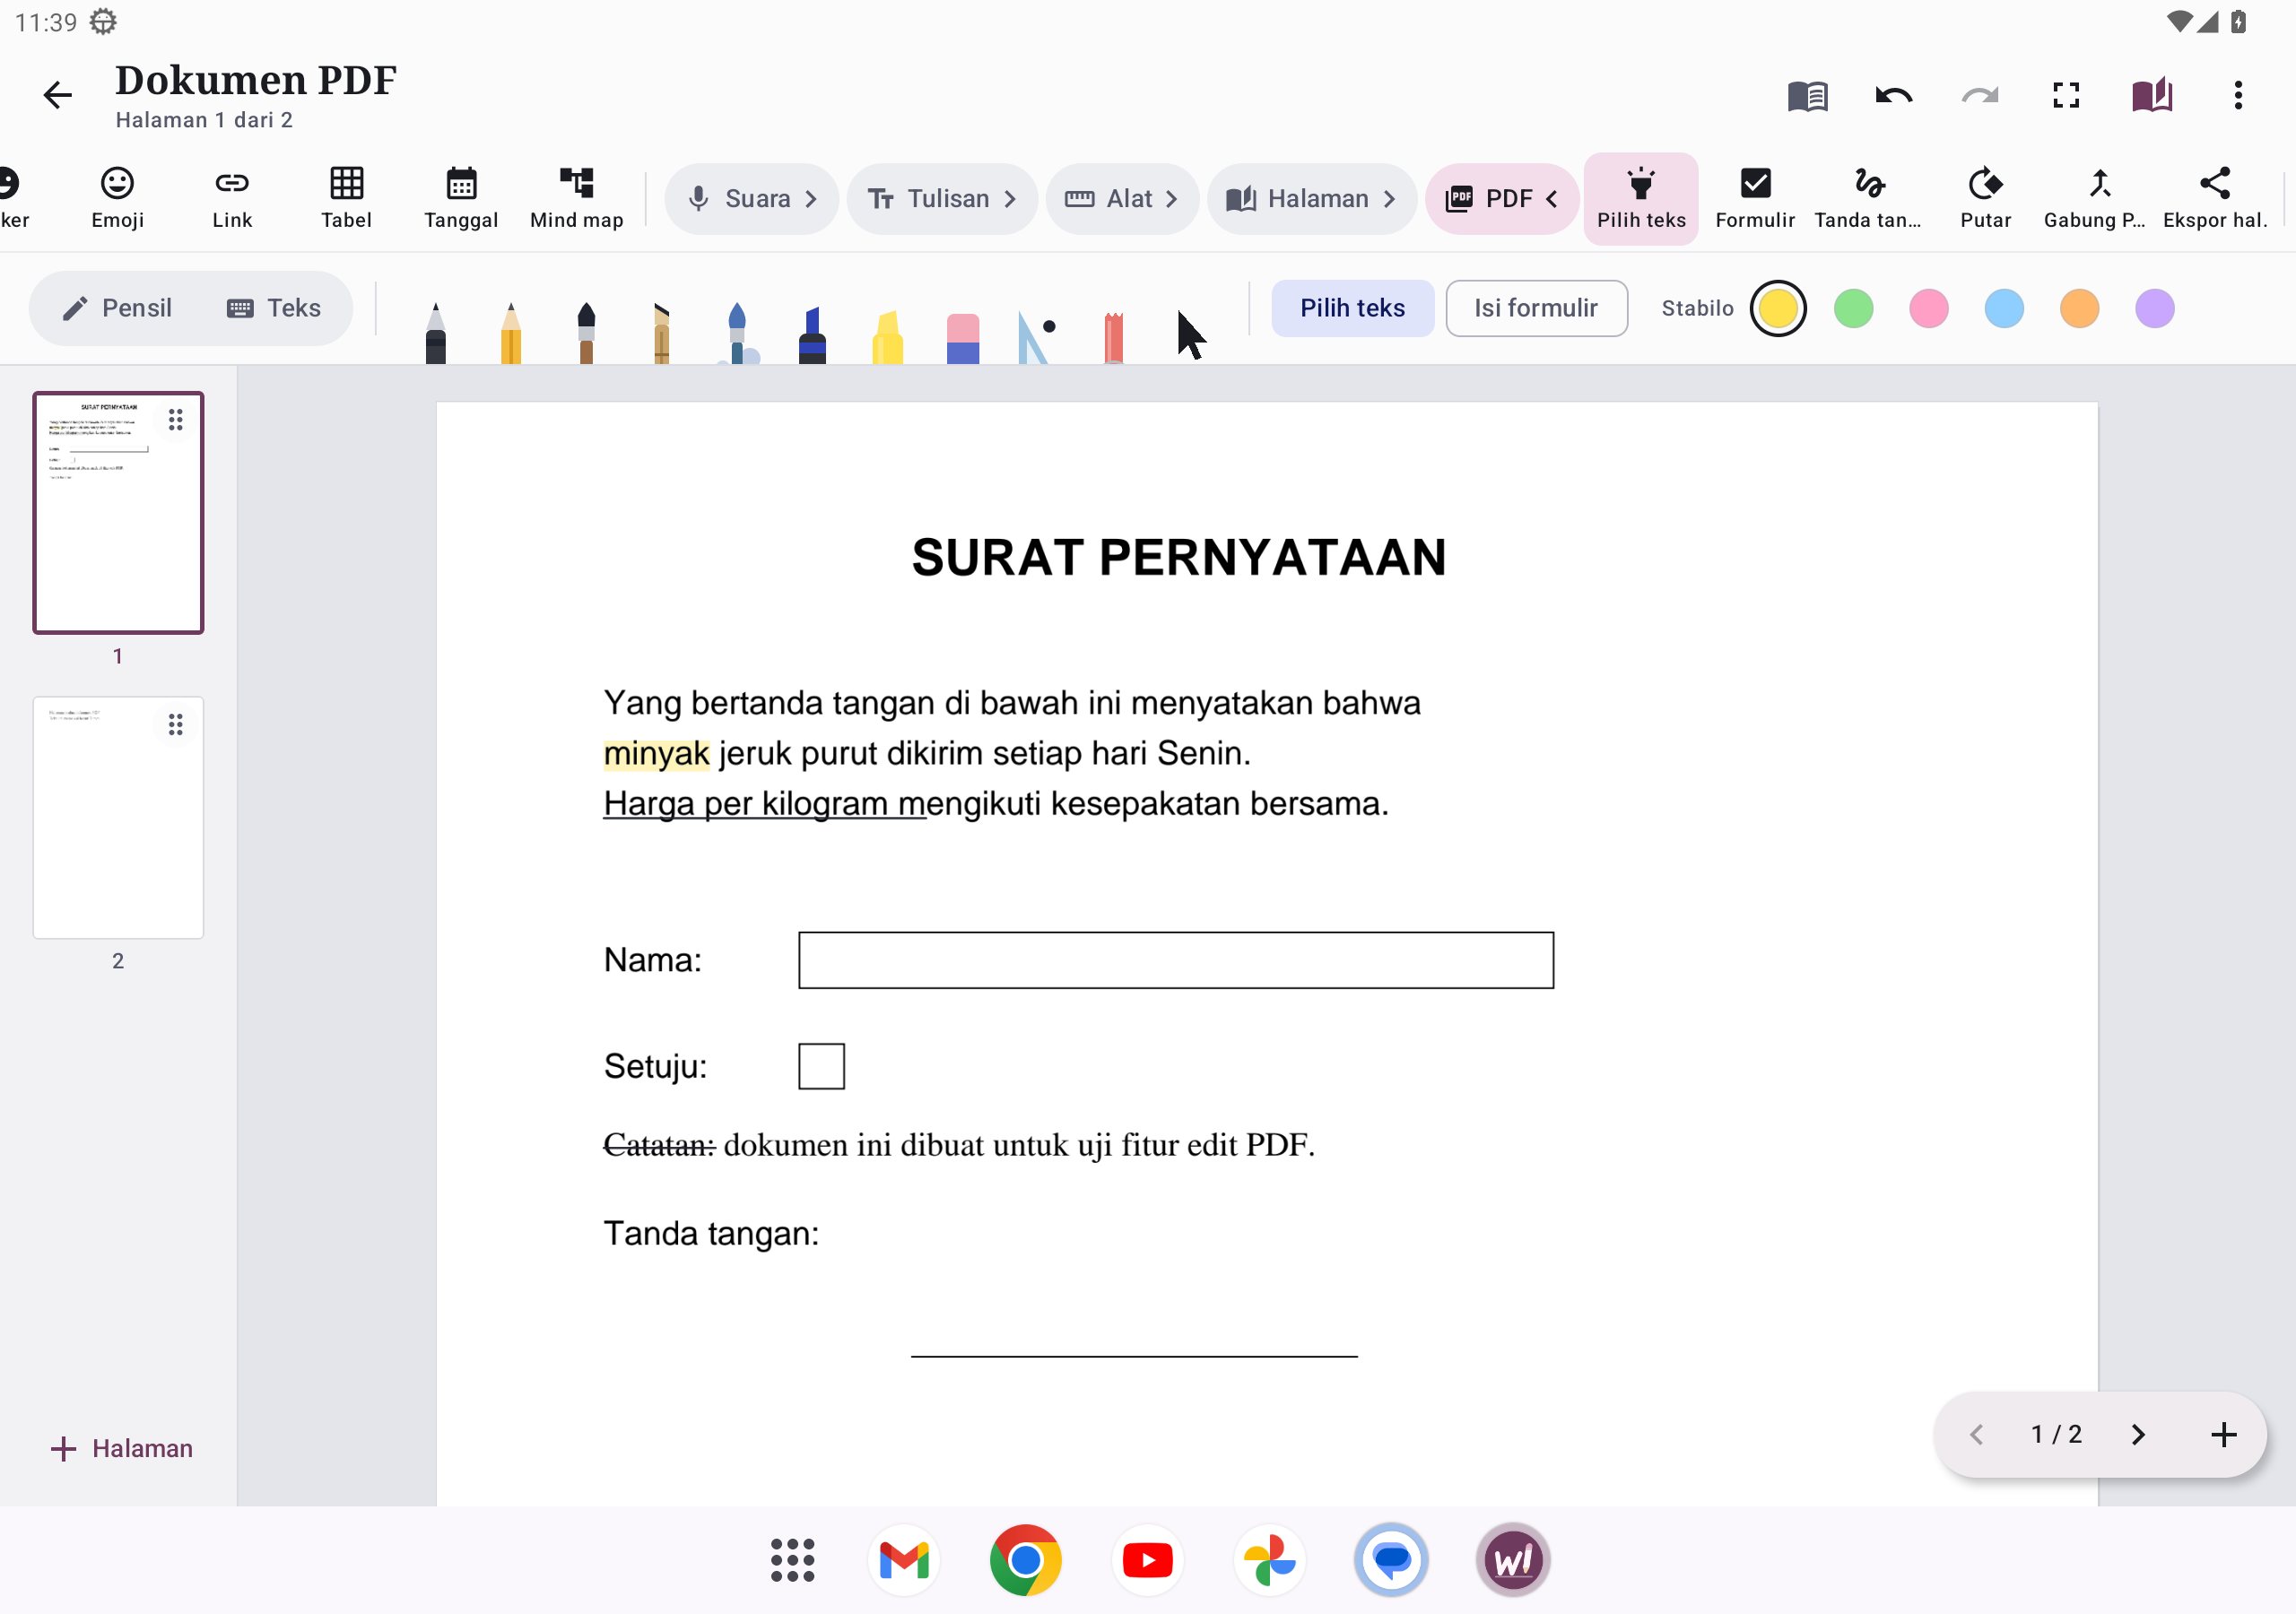 11:39
Dokumen PDF
Halaman 1 dari 2
ker
Emoji
Link
Tabel
Tanggal
Mind map
Suara
Tulisan
Alat
Halaman
PDF
PDF
Pilih teks
Formulir
Tanda tan...
Putar
Gabung P...
Ekspor hal.
Pensil
Teks
Pilih teks
Isi formulir
Stabilo
SURAT PERNYATAAN
1
2
Halaman
SURAT PERNYATAAN
Yang bertanda tangan di bawah ini menyatakan bahwa
minyak jeruk purut dikirim setiap hari Senin.
Harga per kilogram mengikuti kesepakatan bersama.
Nama:
Setuju:
Catatan: dokumen ini dibuat untuk uji fitur edit PDF.
Tanda tangan:
1 / 2